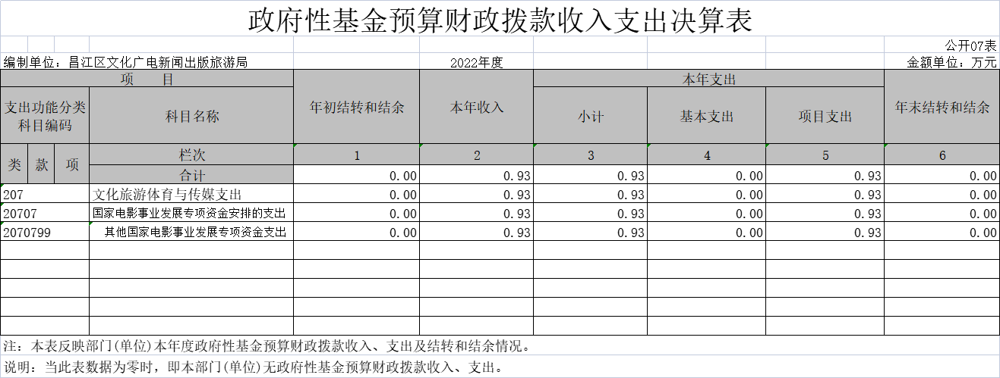 政府性基金预算财政拨款收入支出决算表
公开07表
编制单位：昌江区文化广电新闻出版旅游局 2022年度 金额单位：万元
项 目 年初结转和结余 本年收入 本年支出 年末结转和结余
支出功能分类科目编码 科目名称 小计 基本支出 项目支出
类 款 项 栏次 1 2 3 4 5 6
合计 0.00 0.93 0.93 0.00 0.93 0.00
207 文化旅游体育与传媒支出 0.00 0.93 0.93 0.00 0.93 0.00
20707 国家电影事业发展专项资金安排的支出 0.00 0.93 0.93 0.00 0.93 0.00
2070799 其他国家电影事业发展专项资金支出 0.00 0.93 0.93 0.00 0.93 0.00
注：本表反映部门(单位)本年度政府性基金预算财政拨款收入、支出及结转和结余情况。
说明：当此表数据为零时，即本部门(单位)无政府性基金预算财政拨款收入、支出。